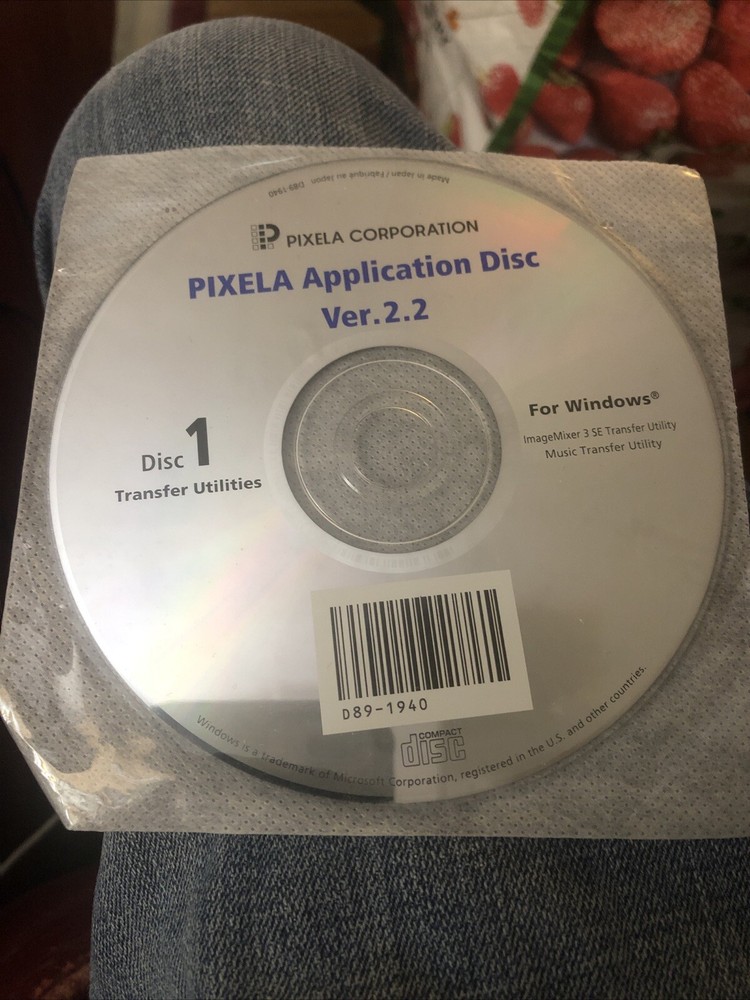 Made in Japan / Fabriqué au Japon D89-1940
PIXELA CORPORATION
PIXELA Application Disc
Ver.2.2
Disc 1
Transfer Utilities
For Windows®
ImageMixer 3 SE Transfer Utility
Music Transfer Utility
D89-1940
COMPACT
disc
Windows is a trademark of Microsoft Corporation, registered in the U.S. and other countries.